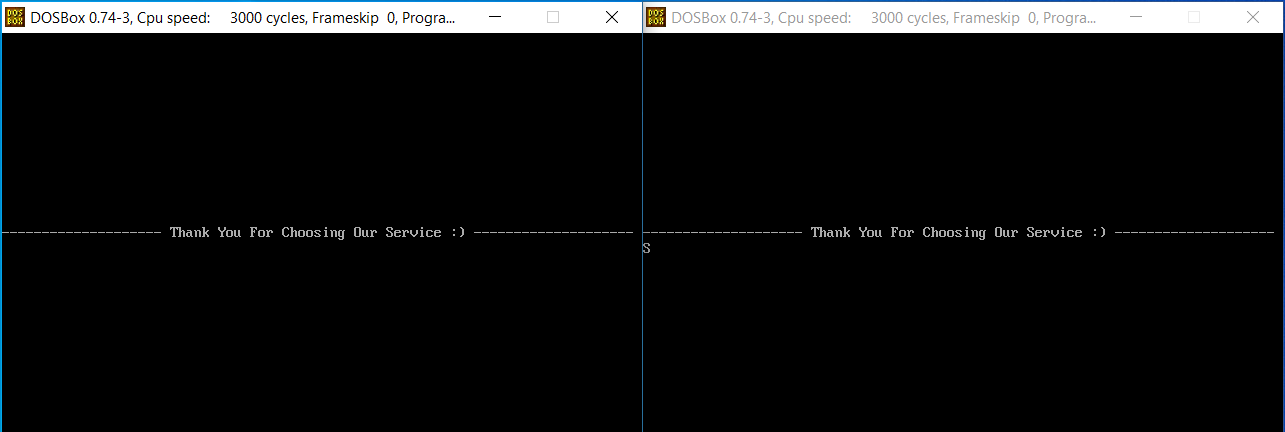 DOSBox 0.74-3, Cpu speed: 3000 cycles, Frameskip 0, Progra...
-------------------- Thank You For Choosing Our Service :) --------------------
DOSBox 0.74-3, Cpu speed: 3000 cycles, Frameskip 0, Progra...
-------------------- Thank You For Choosing Our Service :) --------------------
S